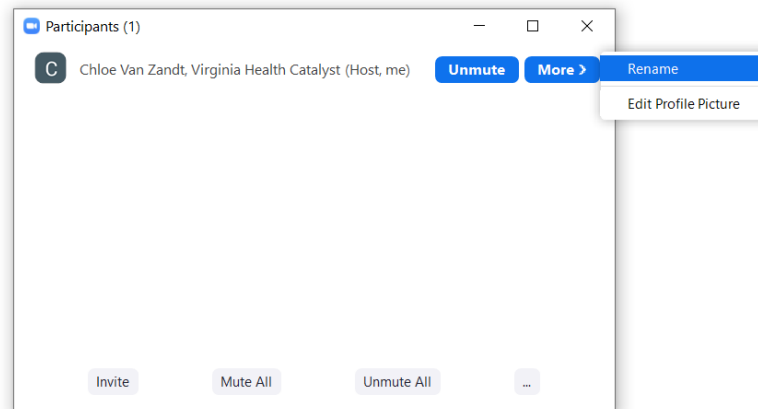 Participants (1)
C Chloe Van Zandt, Virginia Health Catalyst (Host, me) Unmute More >
Rename
Edit Profile Picture
Invite Mute All Unmute All ...